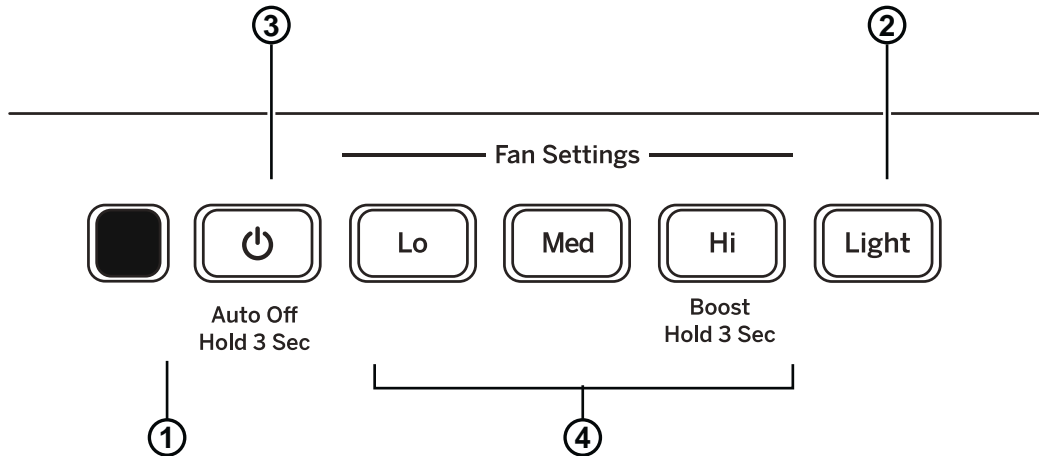 3 2
Fan Settings
Lo Med Hi Light
Auto Off
Hold 3 Sec
Boost
Hold 3 Sec
1 4